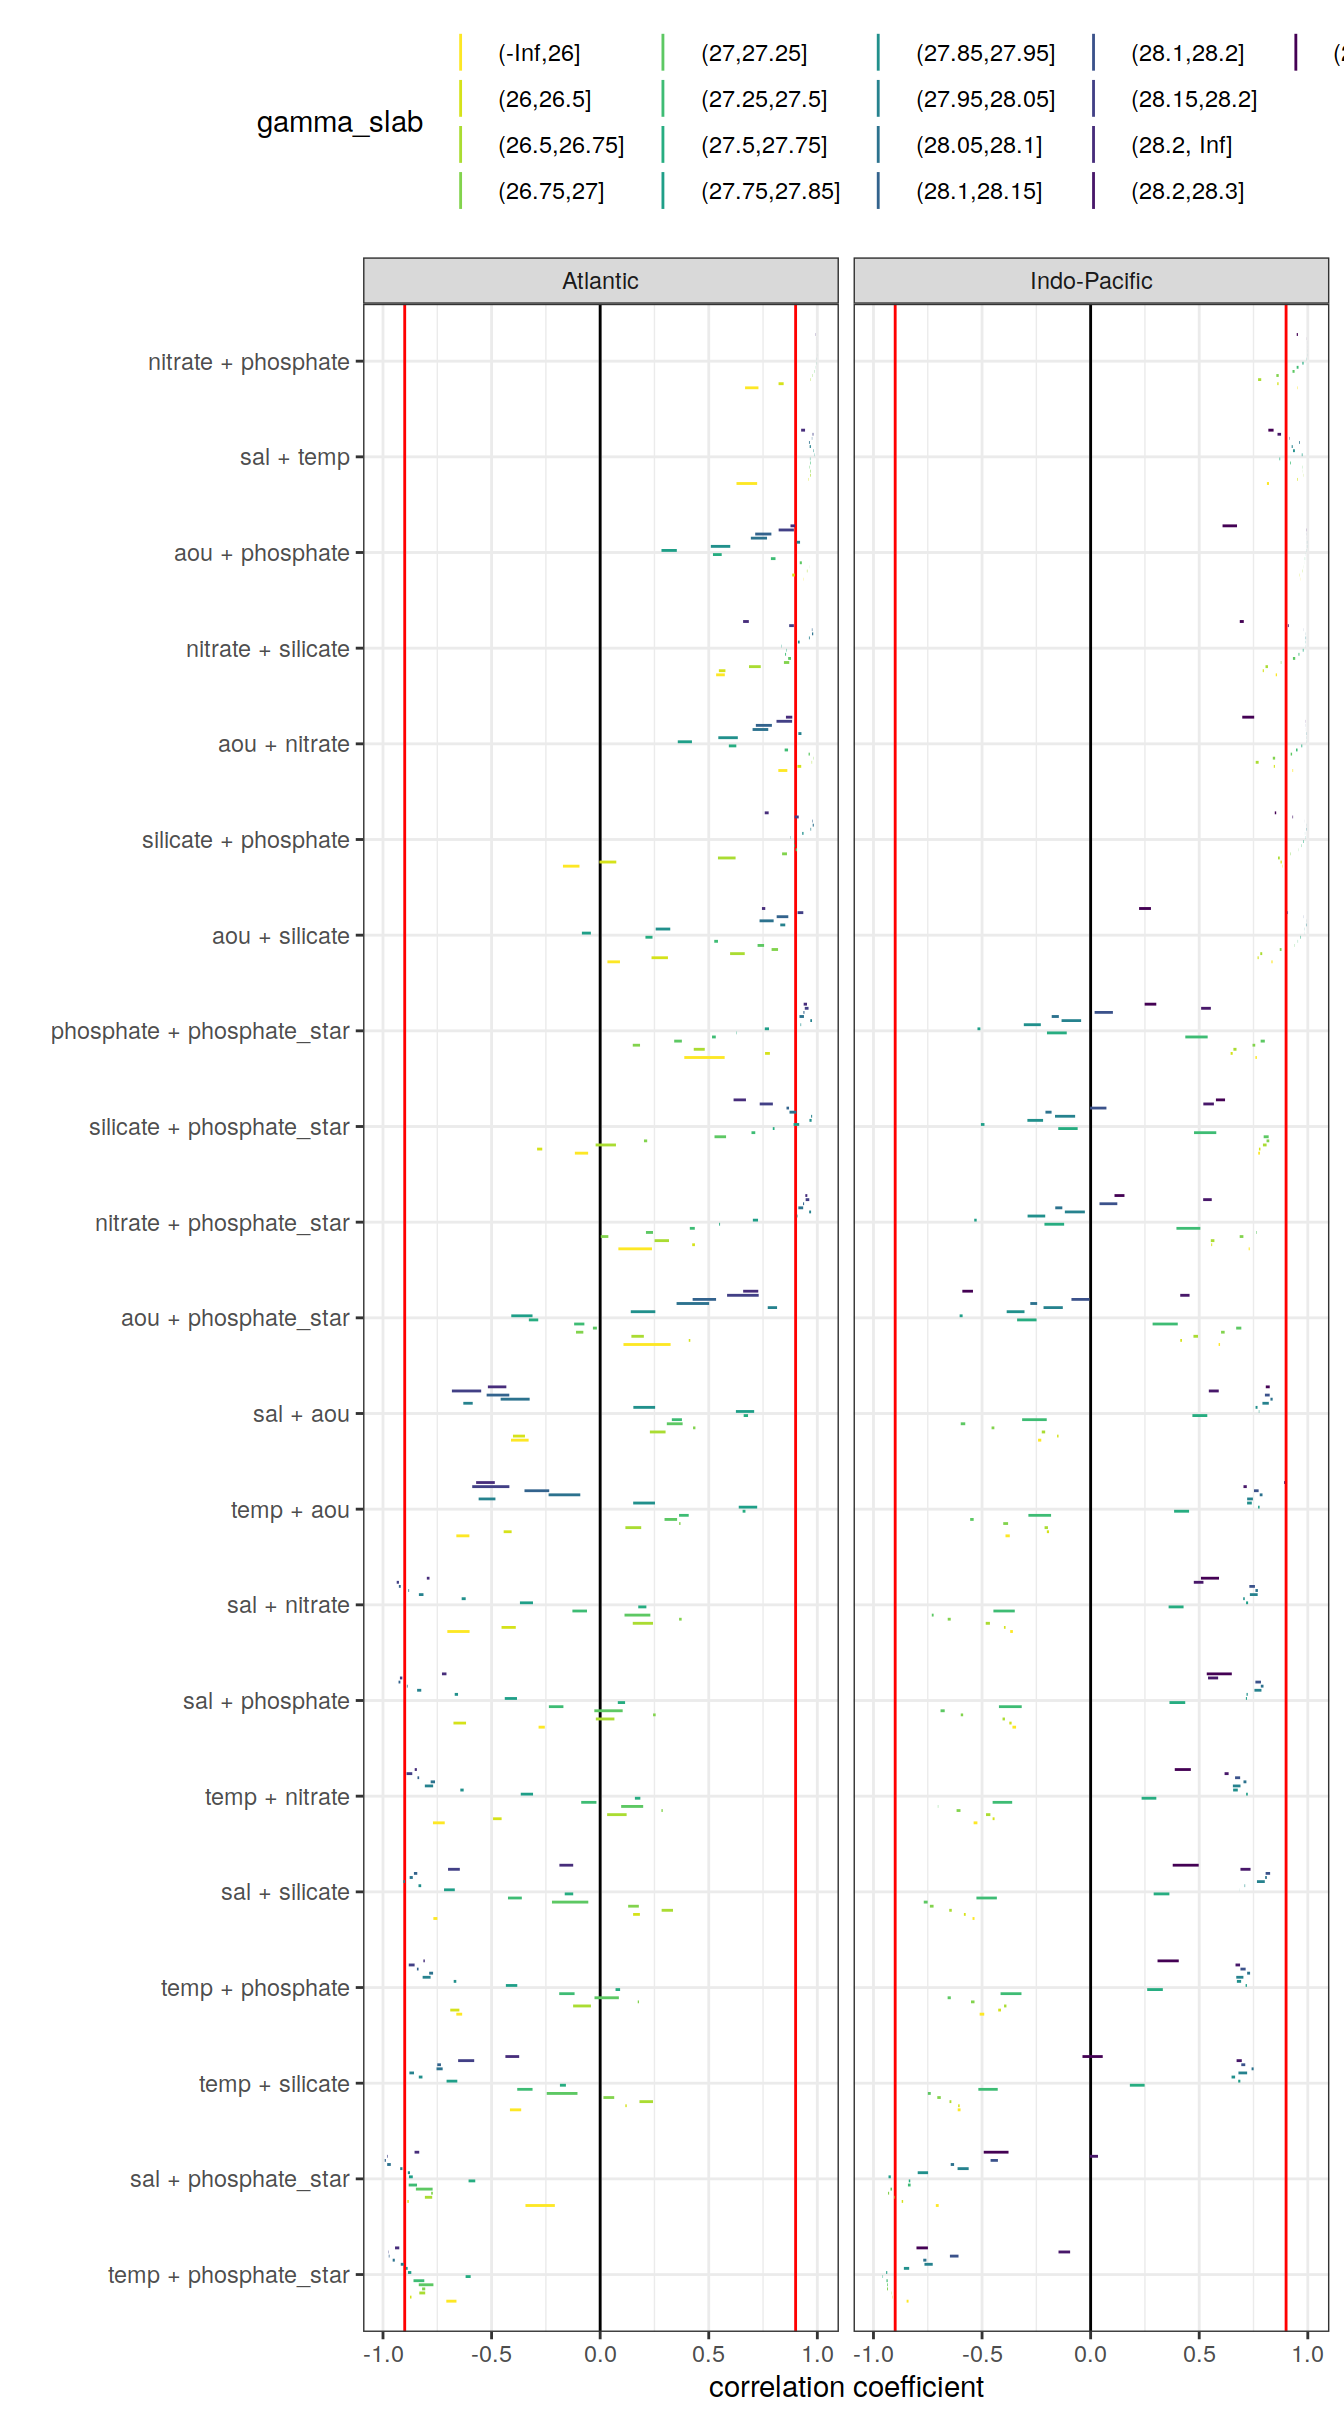 gamma_slab
(-Inf,26]
(26,26.5]
(26.5,26.75]
(26.75,27]
(27,27.25]
(27.25,27.5]
(27.5,27.75]
(27.75,27.85]
(27.85,27.95]
(27.95,28.05]
(28.05,28.1]
(28.1,28.15]
(28.1,28.2]
(28.15,28.2]
(28.2, Inf]
(28.2,28.3]
Atlantic
Indo-Pacific
nitrate + phosphate
sal + temp
aou + phosphate
nitrate + silicate
aou + nitrate
silicate + phosphate
aou + silicate
phosphate + phosphate_star
silicate + phosphate_star
nitrate + phosphate_star
aou + phosphate_star
sal + aou
temp + aou
sal + nitrate
sal + phosphate
temp + nitrate
sal + silicate
temp + phosphate
temp + silicate
sal + phosphate_star
temp + phosphate_star
-1.0 -0.5 0.0 0.5 1.0 -1.0 -0.5 0.0 0.5 1.0
correlation coefficient